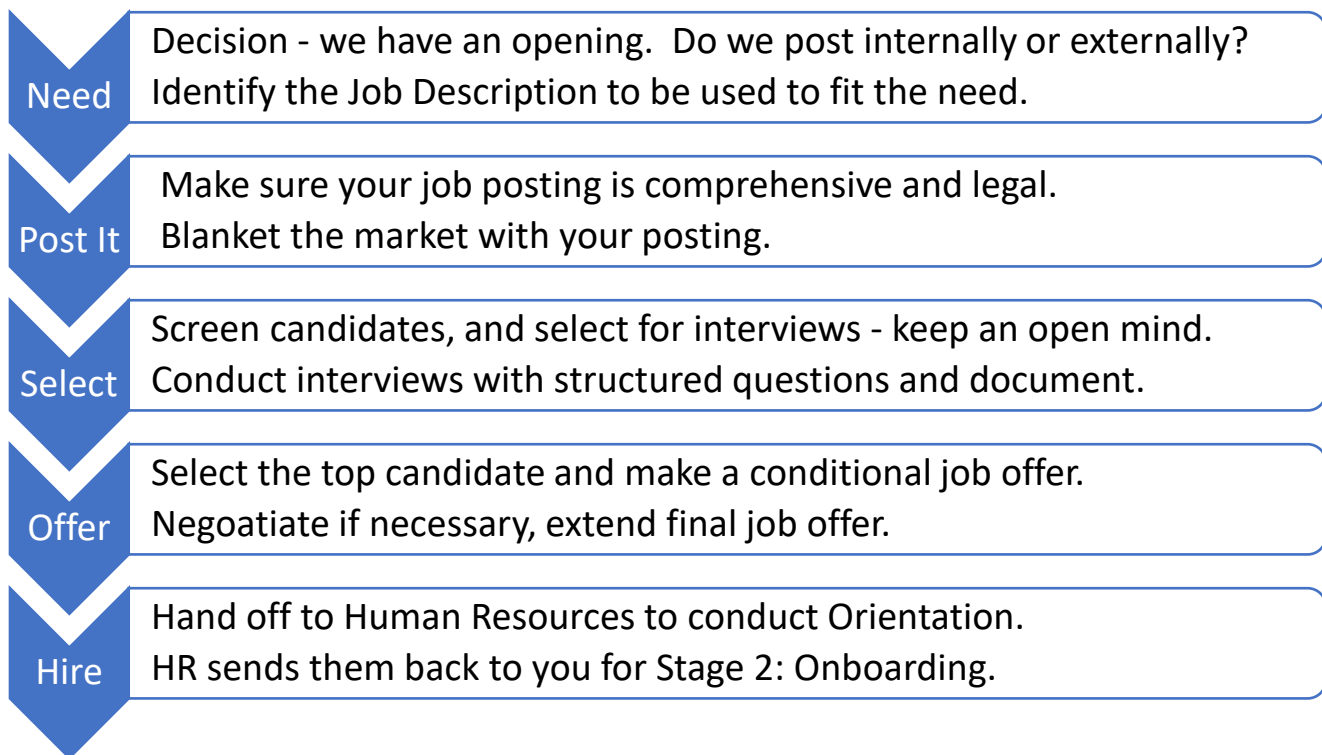 Need
Decision - we have an opening.  Do we post internally or externally?
Identify the Job Description to be used to fit the need.
Post It
Make sure your job posting is comprehensive and legal.
Blanket the market with your posting.
Select
Screen candidates, and select for interviews - keep an open mind.
Conduct interviews with structured questions and document.
Offer
Select the top candidate and make a conditional job offer.
Negoatiate if necessary, extend final job offer.
Hire
Hand off to Human Resources to conduct Orientation.
HR sends them back to you for Stage 2: Onboarding.